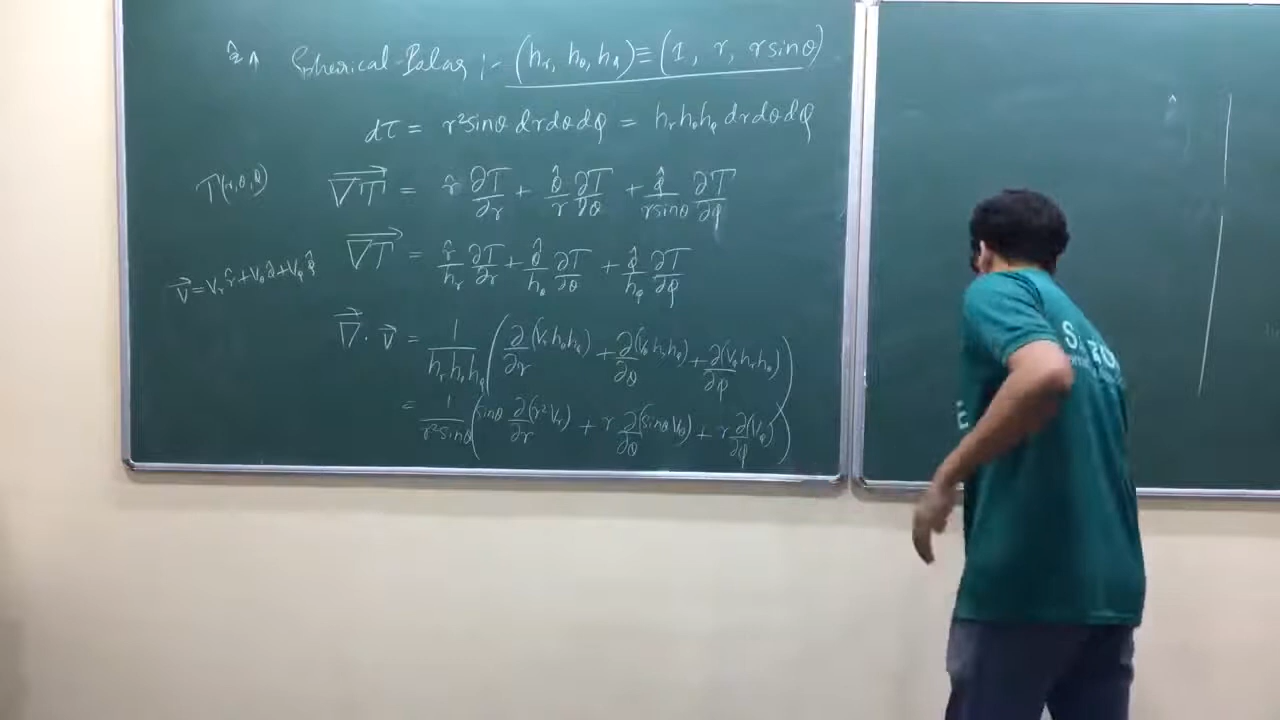 ẑ Spherical Polar :- (h_r, h_θ, h_φ) ≡ (1, r, r sinθ)
dτ = r² sinθ dr dθ dφ = h_r h_θ h_φ dr dθ dφ
T(r,θ,φ) ∇T = r̂ ∂T/∂r + θ̂/r ∂T/∂θ + φ̂/(r sinθ) ∂T/∂φ
∇T = r̂/h_r ∂T/∂r + θ̂/h_θ ∂T/∂θ + φ̂/h_φ ∂T/∂φ
V = V_r r̂ + V_θ θ̂ + V_φ φ̂
∇ · V = 1/(h_r h_θ h_φ) ( ∂/∂r (V_r h_θ h_φ) + ∂/∂θ (V_θ h_r h_φ) + ∂/∂φ (V_φ h_r h_θ) )
= 1/(r² sinθ) ( sinθ ∂/∂r (r² V_r) + r ∂/∂θ (sinθ V_θ) + r ∂/∂φ (V_φ) )